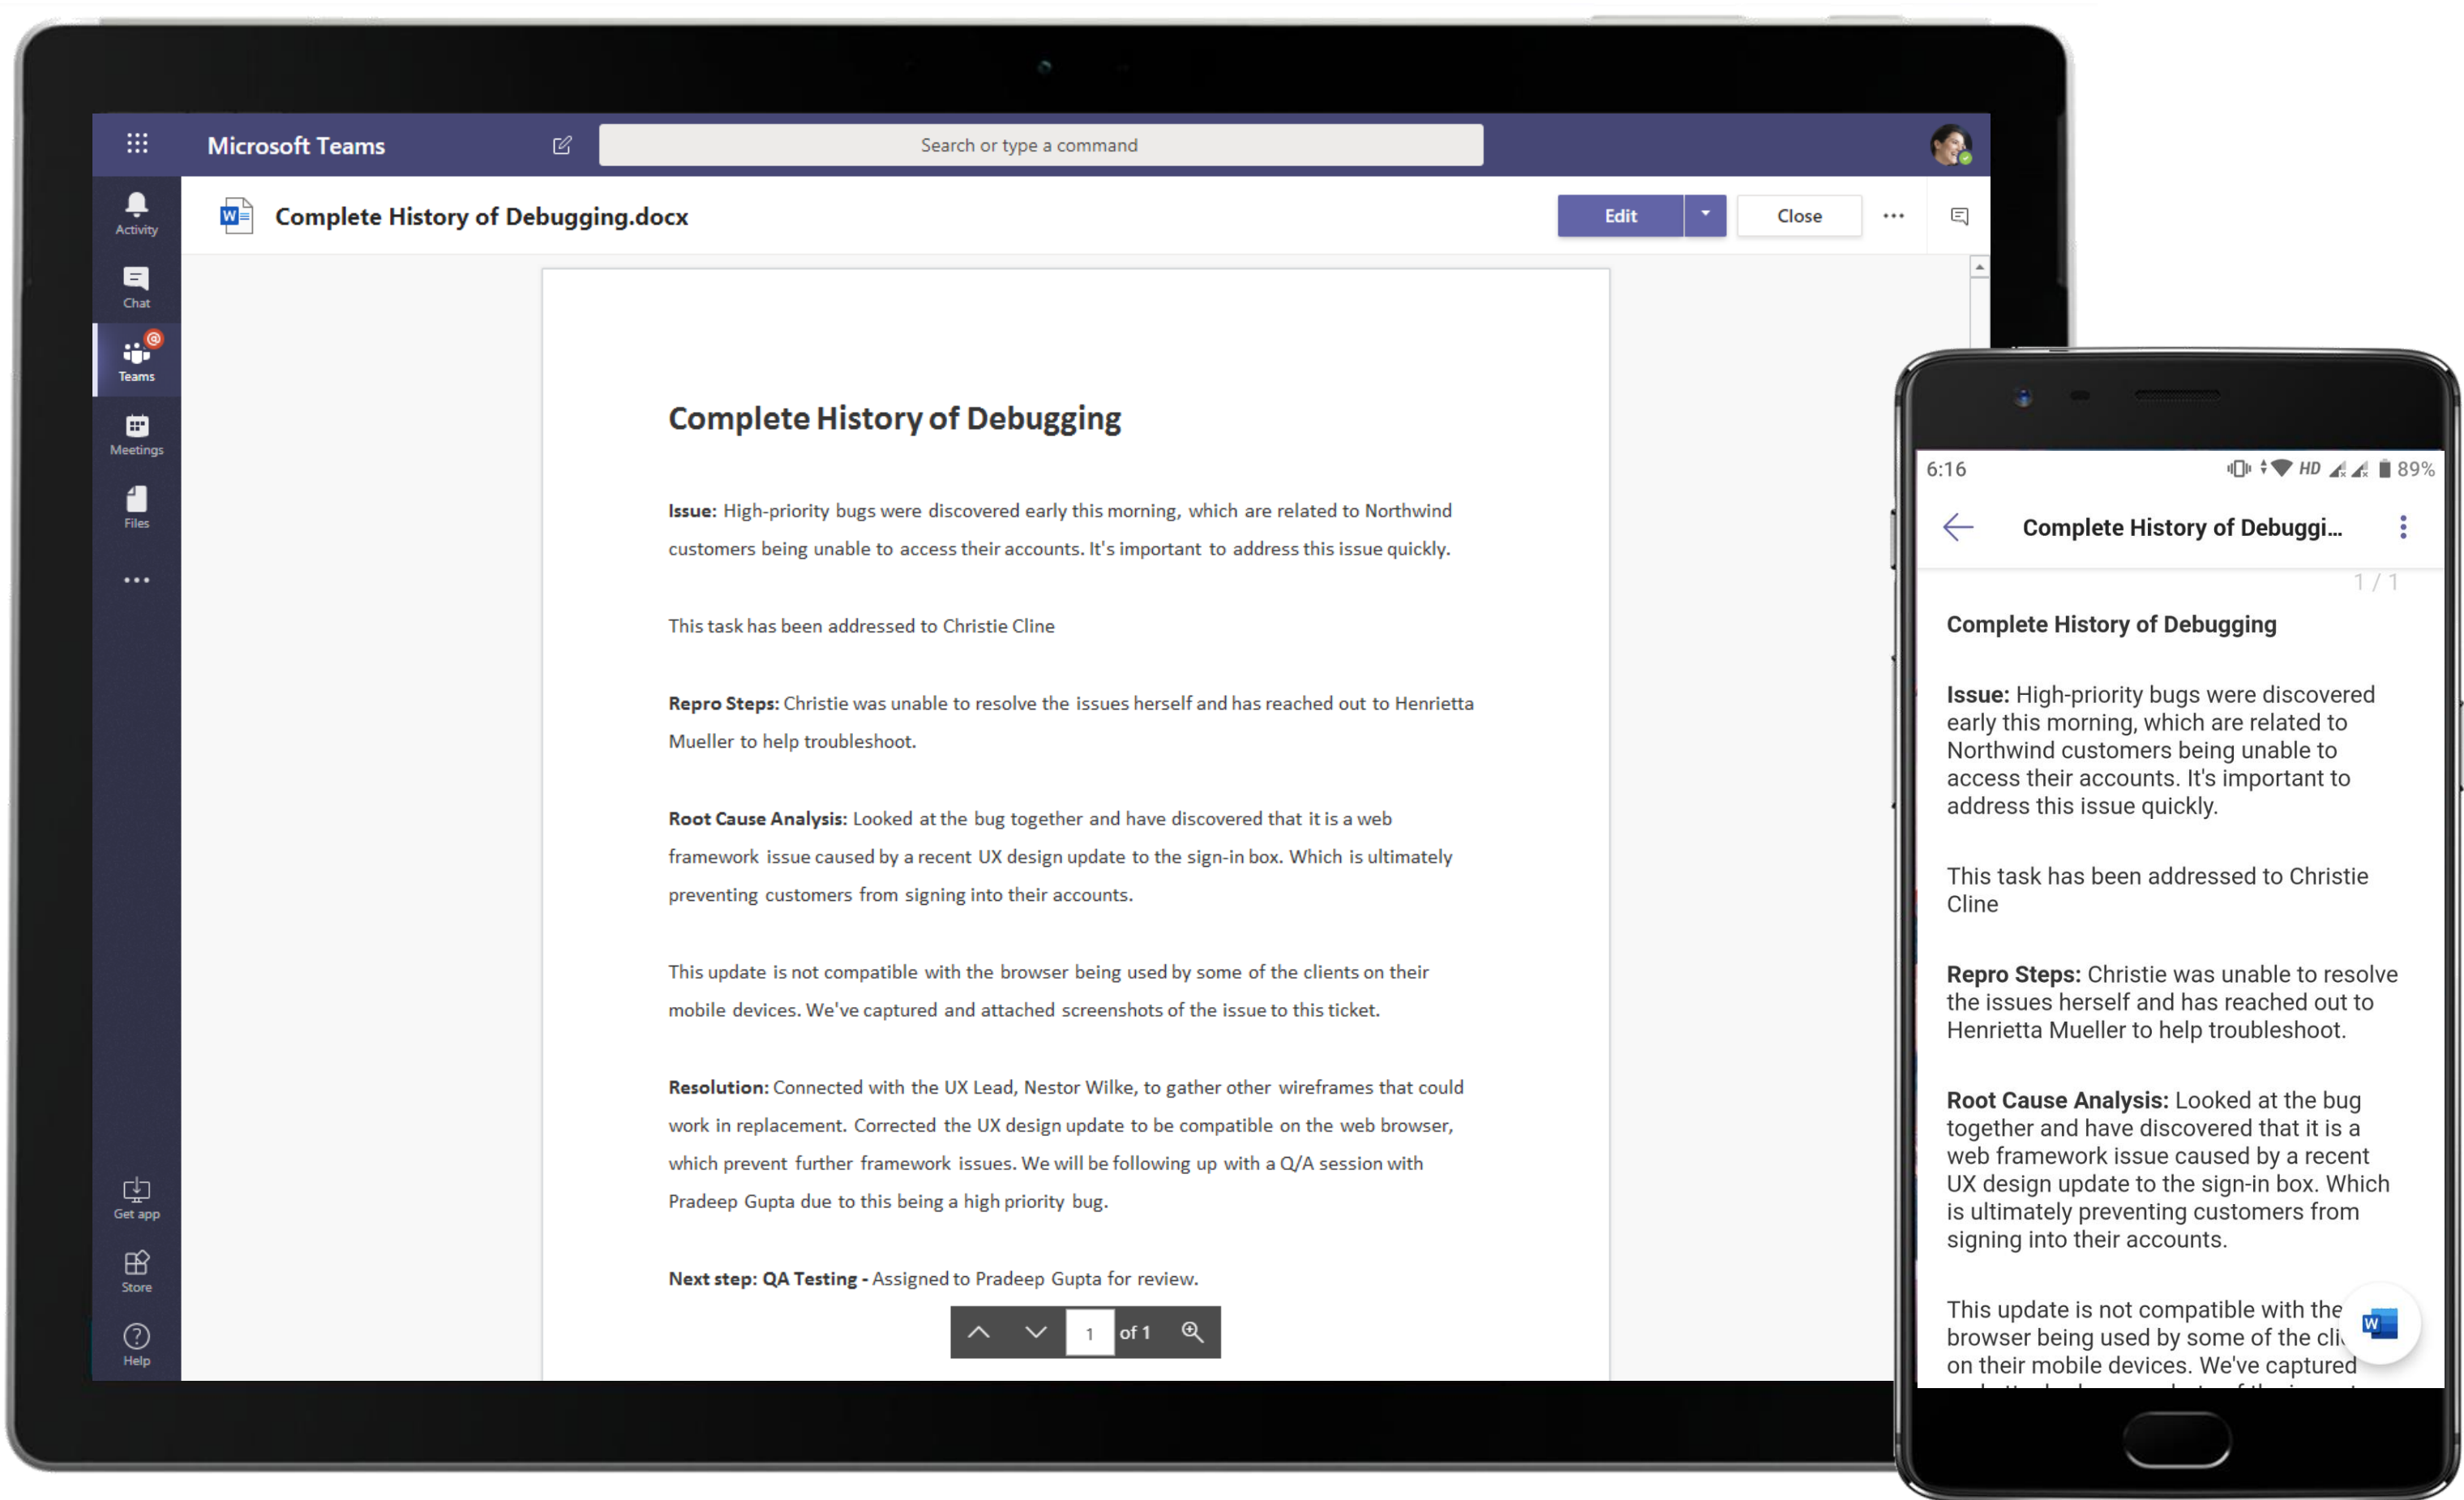 Microsoft Teams
Search or type a command
Activity
Chat
@
Teams
Meetings
Files
Get app
Store
Help
W
Complete History of Debugging.docx
Edit
Close
Complete History of Debugging
Issue: High-priority bugs were discovered early this morning, which are related to Northwind
customers being unable to access their accounts. It's important to address this issue quickly.
This task has been addressed to Christie Cline
Repro Steps: Christie was unable to resolve the issues herself and has reached out to Henrietta
Mueller to help troubleshoot.
Root Cause Analysis: Looked at the bug together and have discovered that it is a web
framework issue caused by a recent UX design update to the sign-in box. Which is ultimately
preventing customers from signing into their accounts.
This update is not compatible with the browser being used by some of the clients on their
mobile devices. We've captured and attached screenshots of the issue to this ticket.
Resolution: Connected with the UX Lead, Nestor Wilke, to gather other wireframes that could
work in replacement. Corrected the UX design update to be compatible on the web browser,
which prevent further framework issues. We will be following up with a Q/A session with
Pradeep Gupta due to this being a high priority bug.
Next step: QA Testing - Assigned to Pradeep Gupta for review.
1 of 1
6:16
HD
89%
Complete History of Debuggi...
1 / 1
Complete History of Debugging
Issue: High-priority bugs were discovered
early this morning, which are related to
Northwind customers being unable to
access their accounts. It's important to
address this issue quickly.
This task has been addressed to Christie
Cline
Repro Steps: Christie was unable to resolve
the issues herself and has reached out to
Henrietta Mueller to help troubleshoot.
Root Cause Analysis: Looked at the bug
together and have discovered that it is a
web framework issue caused by a recent
UX design update to the sign-in box. Which
is ultimately preventing customers from
signing into their accounts.
This update is not compatible with the
browser being used by some of the
on their mobile devices. We've captured
W